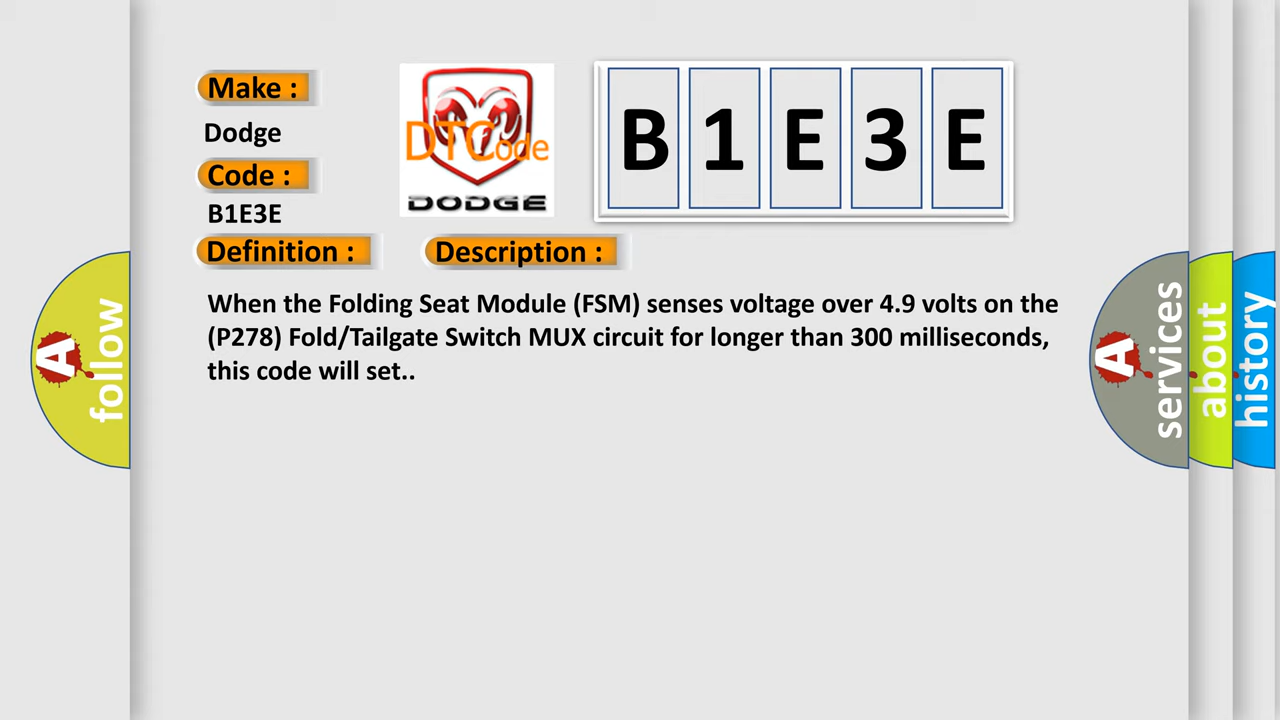 Make :
Dodge
Code :
B1E3E
Definition :
Description :
When the Folding Seat Module (FSM) senses voltage over 4.9 volts on the
(P278) Fold/Tailgate Switch MUX circuit for longer than 300 milliseconds,
this code will set..
DTCode
DODGE
B 1 E 3 E
A follow
A services
about
history